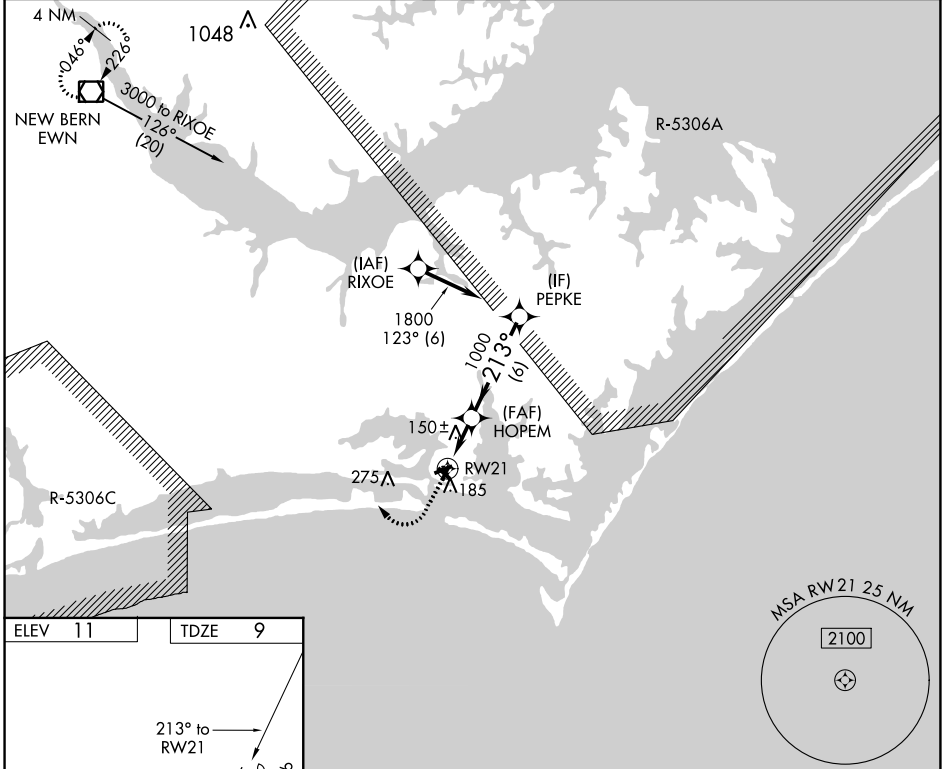 4 NM
046°
226°
1048
NEW BERN
EWN
3000 to RIXOE
126°
(20)
R-5306A
(IAF)
RIXOE
(IF)
PEPKE
1800
123° (6)
1000
213°
(6)
(FAF)
HOPEM
150±
RW21
275
185
R-5306C
MSA RW21 25 NM
2100
ELEV 11
TDZE 9
213° to
RW21